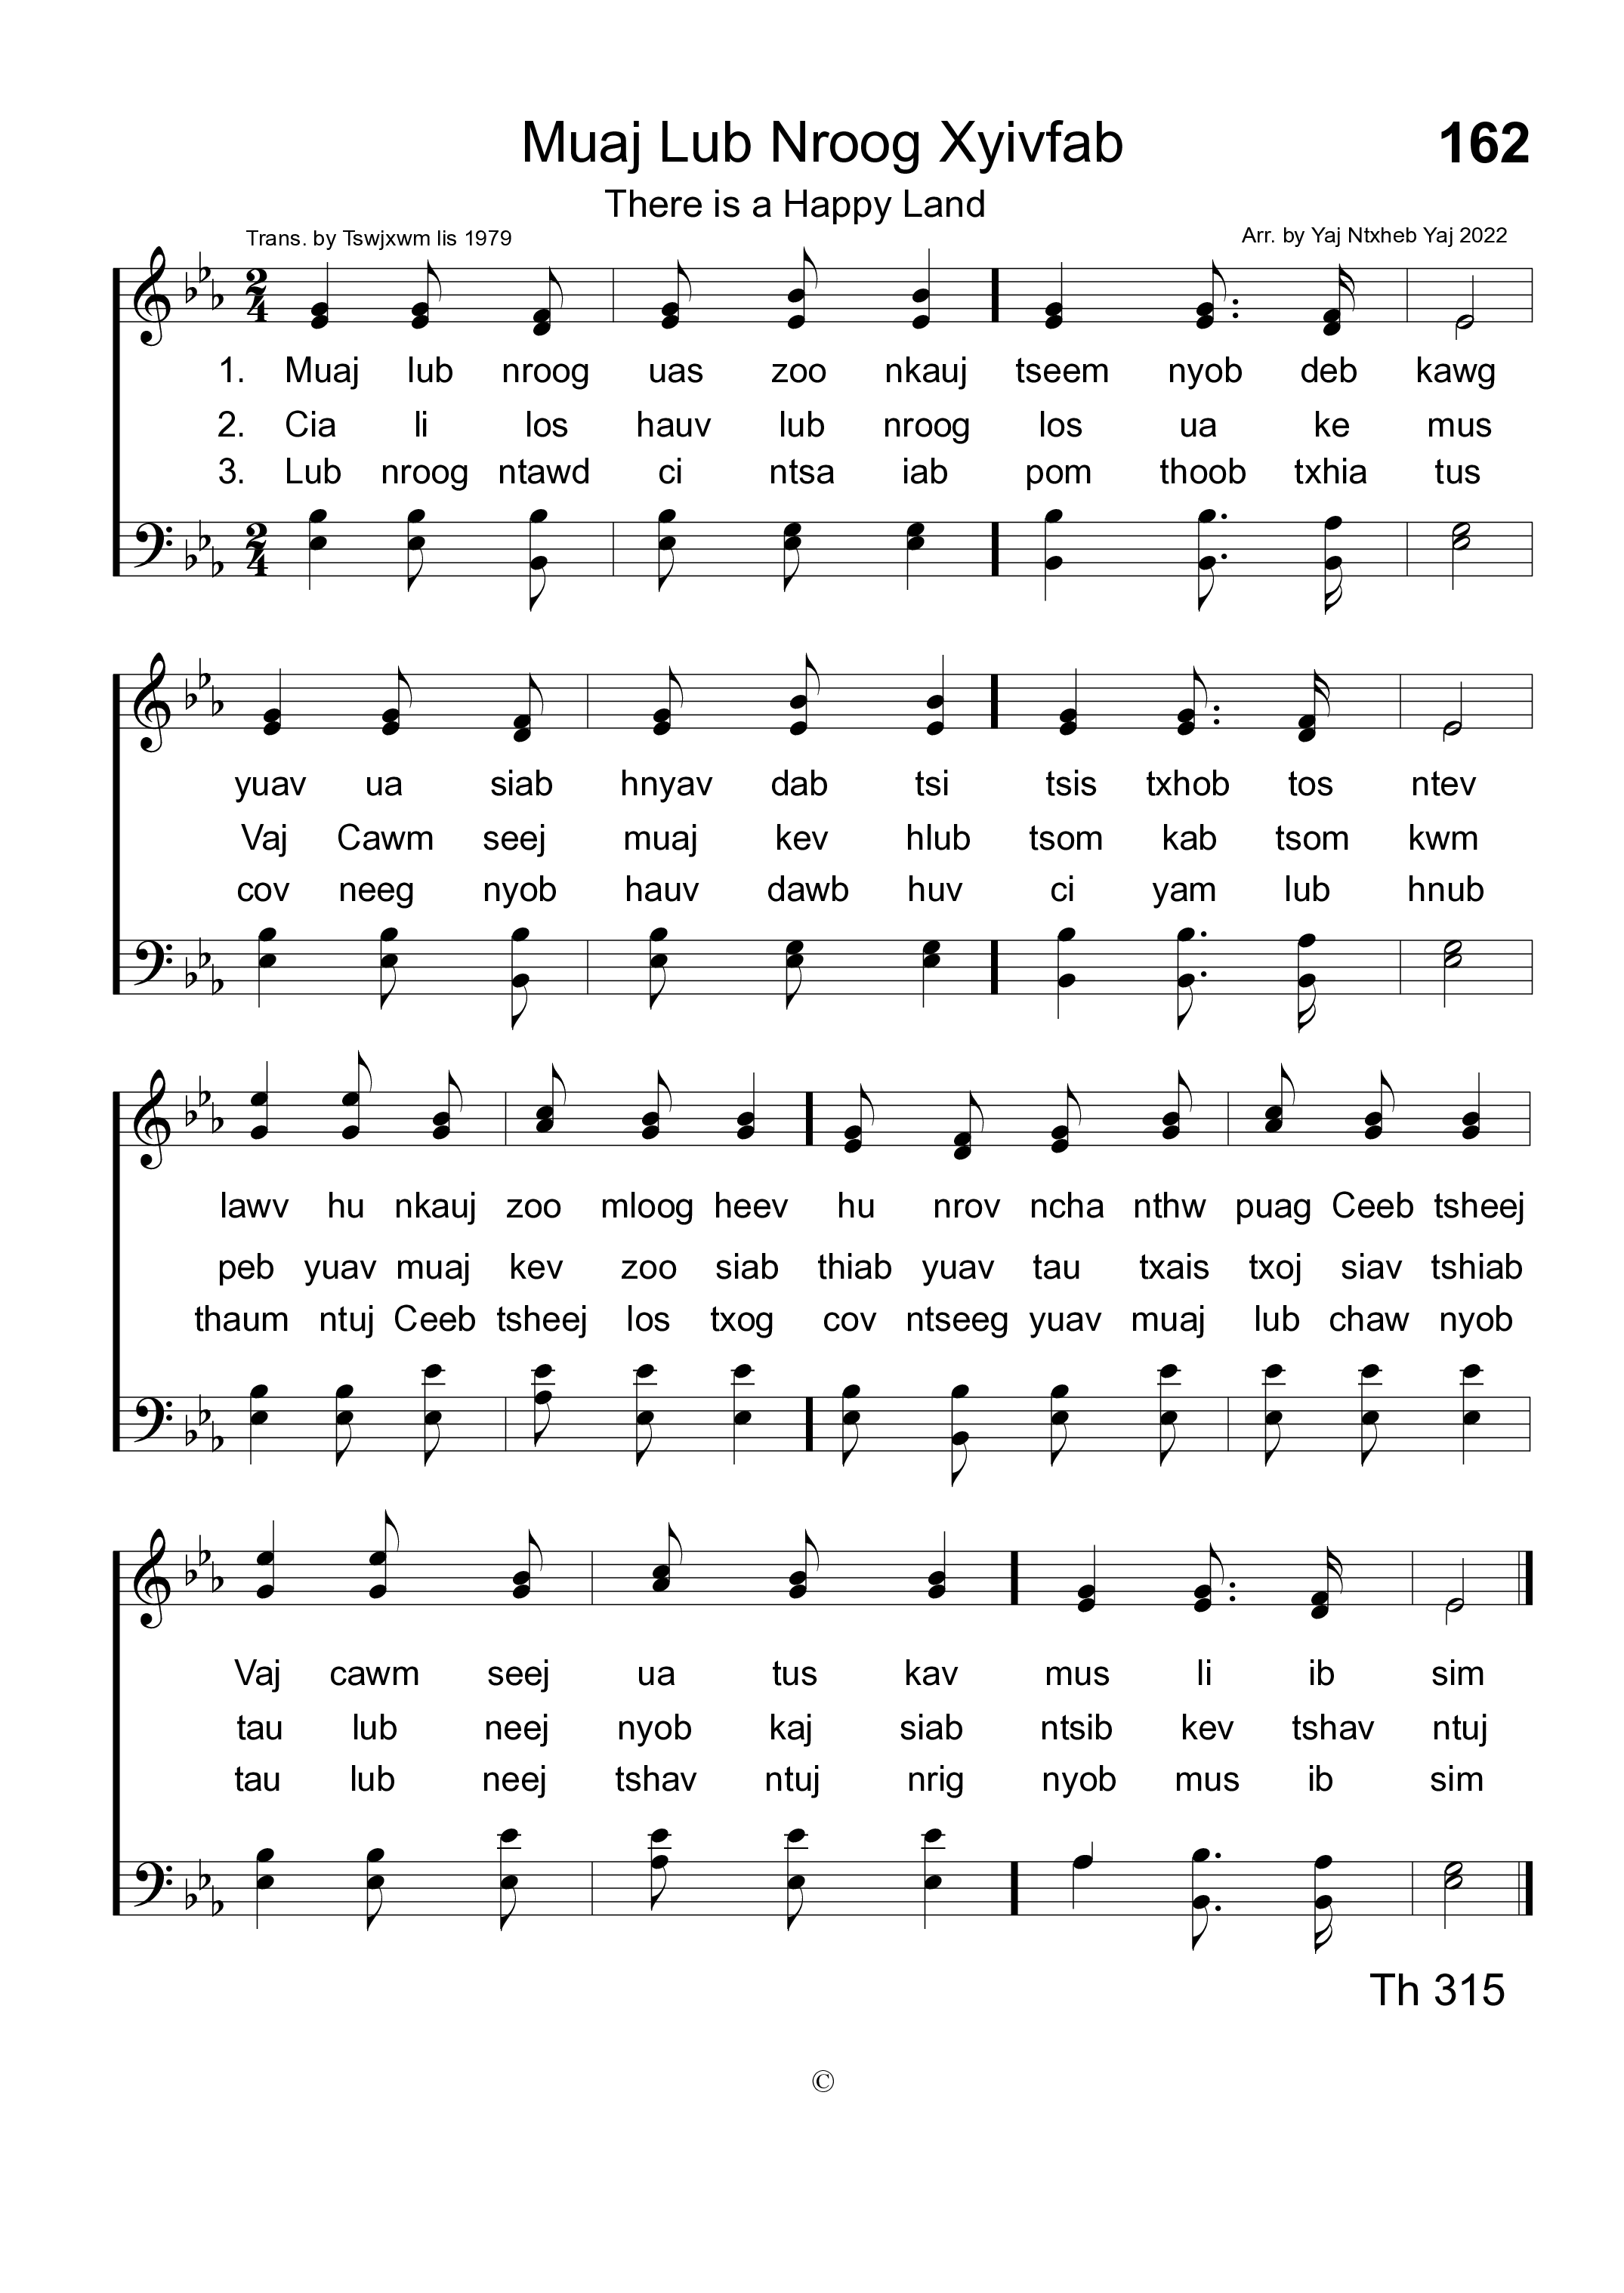 Muaj Lub Nroog Xyivfab 162
There is a Happy Land
Trans. by Tswjxwm lis 1979 Arr. by Yaj Ntxheb Yaj 2022
2 4
1. Muaj lub nroog uas zoo nkauj tseem nyob deb kawg
2. Cia li los hauv lub nroog los ua ke mus
3. Lub nroog ntawd ci ntsa iab pom thoob txhia tus
2 4
yuav ua siab hnyav dab tsi tsis txhob tos ntev
Vaj Cawm seej muaj kev hlub tsom kab tsom kwm
cov neeg nyob hauv dawb huv ci yam lub hnub
lawv hu nkauj zoo mloog heev hu nrov ncha nthw puag Ceeb tsheej
peb yuav muaj kev zoo siab thiab yuav tau txais txoj siav tshiab
thaum ntuj Ceeb tsheej los txog cov ntseeg yuav muaj lub chaw nyob
Vaj cawm seej ua tus kav mus li ib sim
tau lub neej nyob kaj siab ntsib kev tshav ntuj
tau lub neej tshav ntuj nrig nyob mus ib sim
Th 315
©